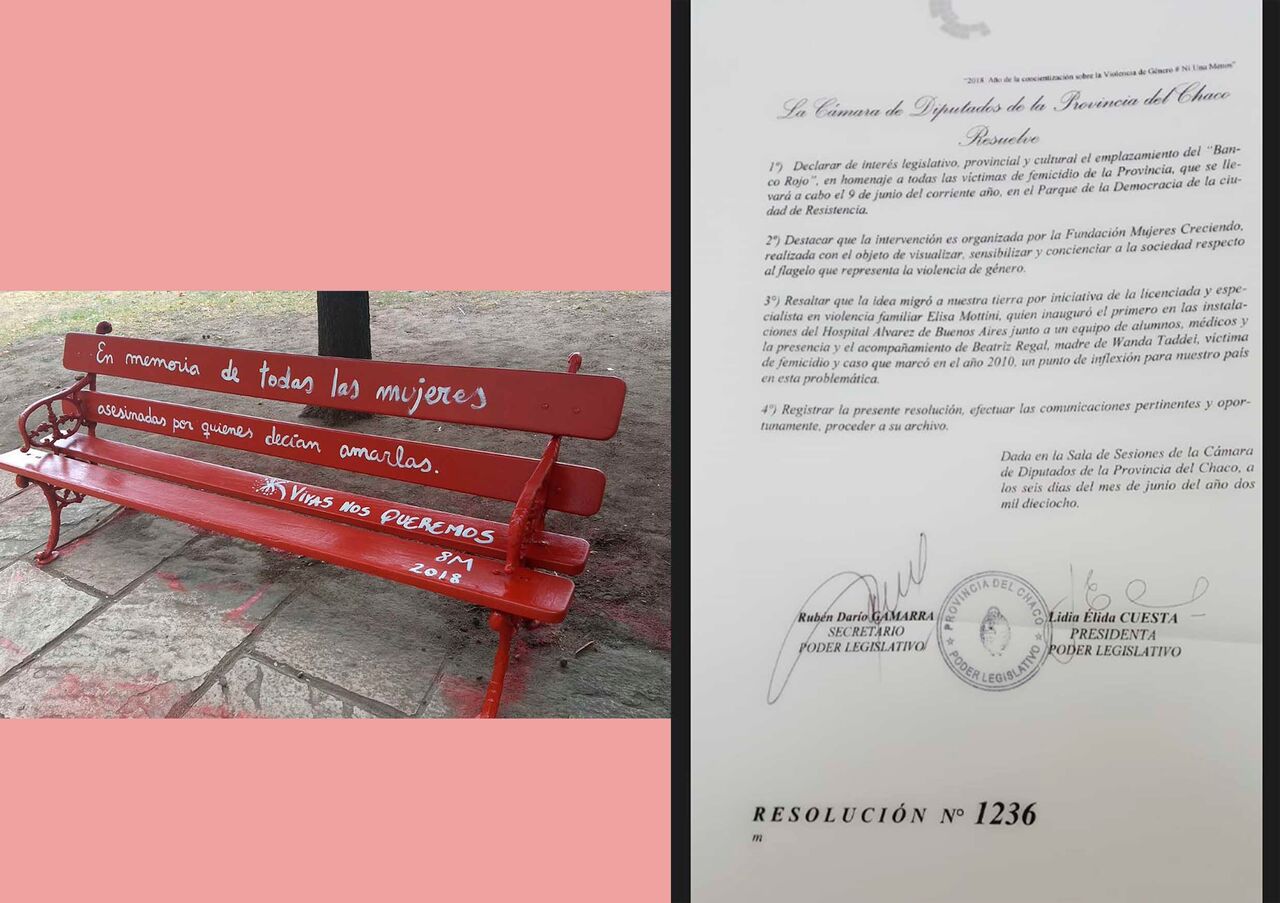 En memoria de todas las mujeres
asesinadas por quienes decían amarlas.
VIVAS NOS QUEREMOS
8M
2018
"2018 Año de la concientización sobre la Violencia de Género # Ni Una Menos"
La Cámara de Diputados de la Provincia del Chaco
Resuelve
1º) Declarar de interés legislativo, provincial y cultural el emplazamiento del "Ban-
co Rojo", en homenaje a todas las víctimas de femicidio de la Provincia, que se lle-
vará a cabo el 9 de junio del corriente año, en el Parque de la Democracia de la ciu-
dad de Resistencia.
2º) Destacar que la intervención es organizada por la Fundación Mujeres Creciendo,
realizada con el objeto de visualizar, sensibilizar y concienciar a la sociedad respecto
al flagelo que representa la violencia de género.
3º) Resaltar que la idea migró a nuestra tierra por iniciativa de la licenciada y espe-
cialista en violencia familiar Elisa Mottini, quien inauguró el primero en las instala-
ciones del Hospital Alvarez de Buenos Aires junto a un equipo de alumnos, médicos y
la presencia y el acompañamiento de Beatriz Regal, madre de Wanda Taddei, víctima
de femicidio y caso que marcó en el año 2010, un punto de inflexión para nuestro país
en esta problemática.
4º) Registrar la presente resolución, efectuar las comunicaciones pertinentes y opor-
tunamente, proceder a su archivo.
Dada en la Sala de Sesiones de la Cámara
de Diputados de la Provincia del Chaco, a
los seis días del mes de junio del año dos
mil dieciocho.
Rubén Darío GAMARRA
SECRETARIO
PODER LEGISLATIVO
PROVINCIA DEL CHACO
PODER LEGISLATIVO
Lidia Élida CUESTA
PRESIDENTA
PODER LEGISLATIVO
RESOLUCIÓN Nº 1236
m